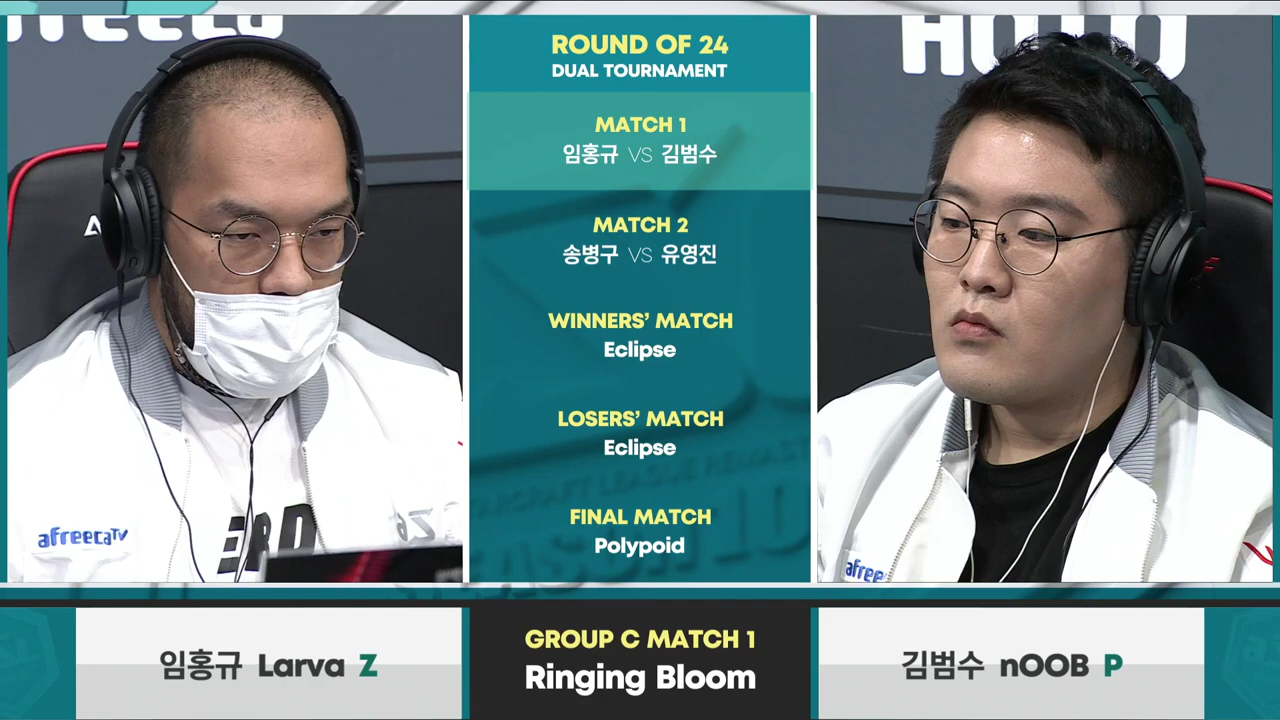 ROUND OF 24
DUAL TOURNAMENT
MATCH 1
임홍규 VS 김범수
MATCH 2
송병구 VS 유영진
WINNERS' MATCH
Eclipse
LOSERS' MATCH
Eclipse
FINAL MATCH
Polypoid
afreecaTV
afree
임홍규 Larva Z
GROUP C MATCH 1
Ringing Bloom
김범수 nOOB P